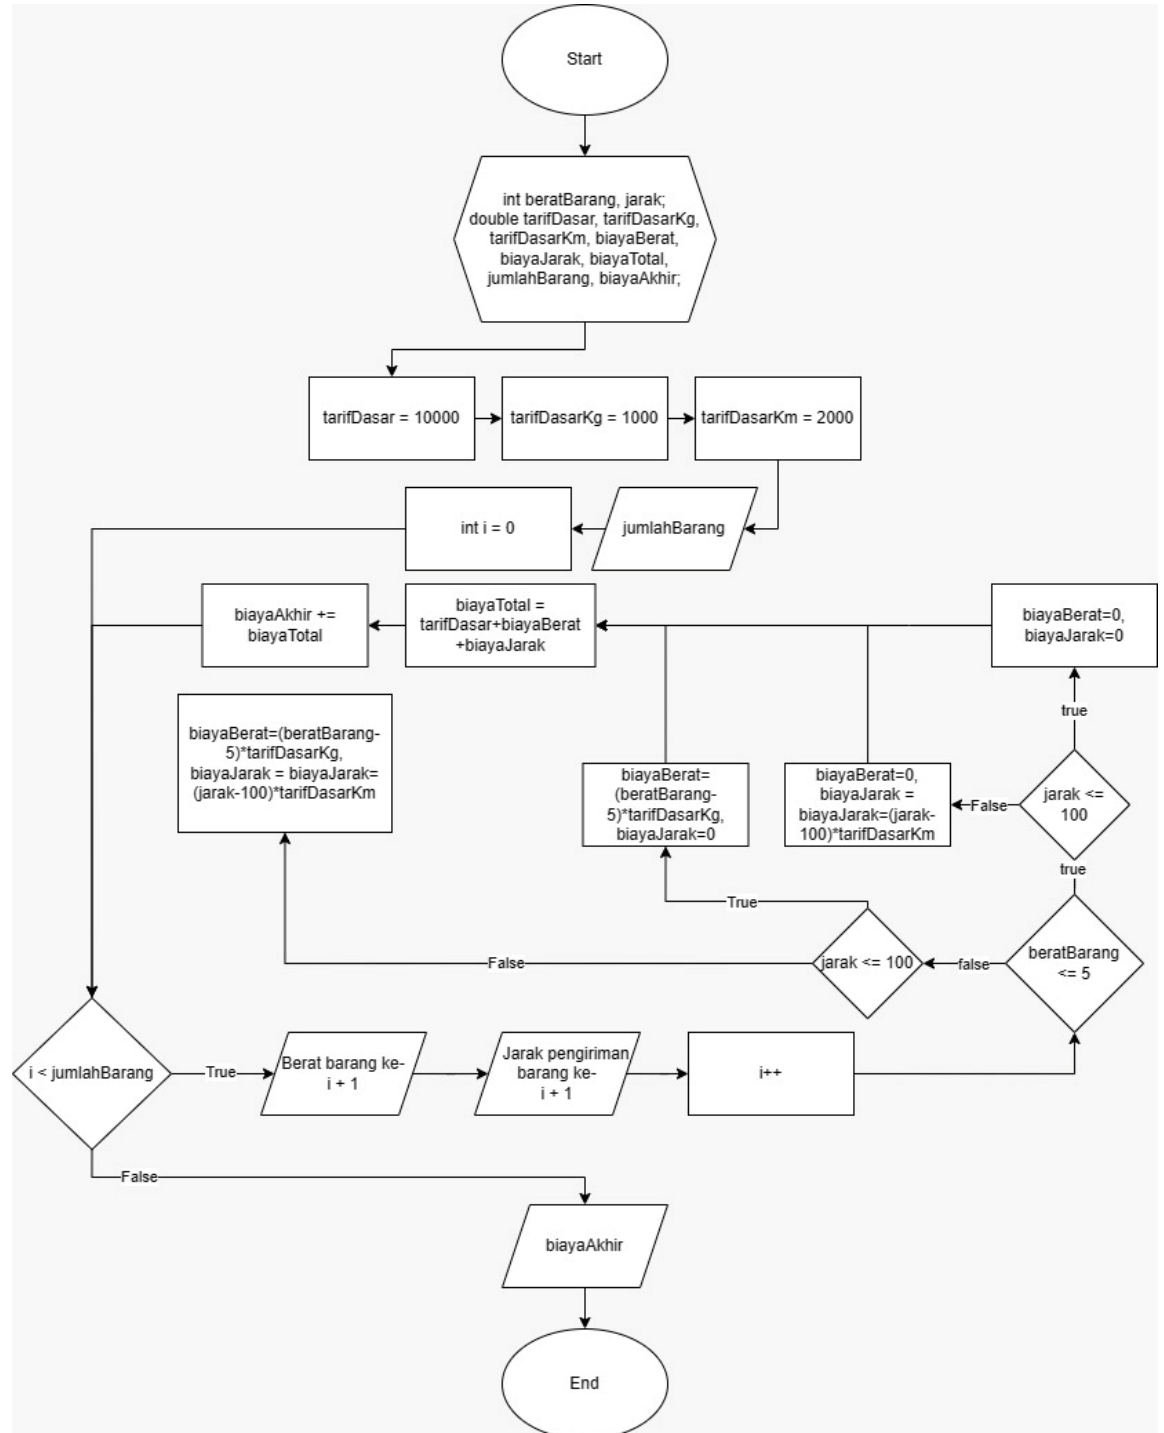 Start
int beratBarang, jarak;
double tarifDasar, tarifDasarKg,
tarifDasarKm, biayaBerat,
biayaJarak, biayaTotal,
jumlahBarang, biayaAkhir;
tarifDasar = 10000
tarifDasarKg = 1000
tarifDasarKm = 2000
jumlahBarang
int i = 0
biayaAkhir +=
biayaTotal
biayaTotal =
tarifDasar+biayaBerat
+biayaJarak
biayaBerat=0,
biayaJarak=0
true
biayaBerat=(beratBarang-
5)*tarifDasarKg,
biayaJarak = biayaJarak=
(jarak-100)*tarifDasarKm
biayaBerat=
(beratBarang-
5)*tarifDasarKg,
biayaJarak=0
biayaBerat=0,
biayaJarak =
biayaJarak=(jarak-
100)*tarifDasarKm
False
jarak <=
100
true
True
False
jarak <= 100
false
beratBarang
<= 5
i < jumlahBarang
True
Berat barang ke-
i + 1
Jarak pengiriman
barang ke-
i + 1
i++
False
biayaAkhir
End